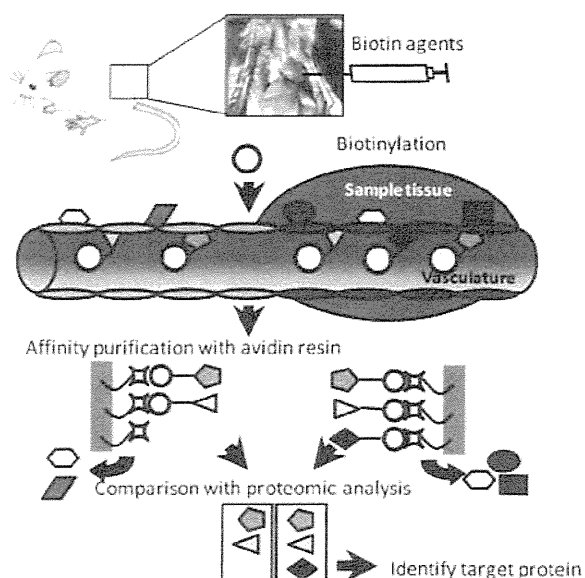 Biotin agents
Biotinylation
Sample tissue
Vasculature
Affinity purification with avidin resin
Comparison with proteomic analysis
Identify target protein